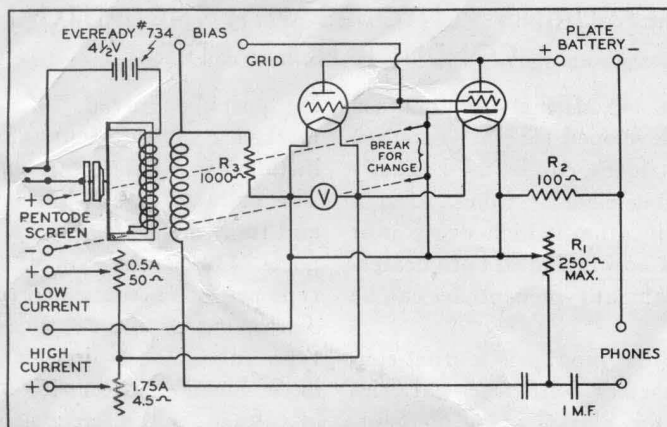 EVEREADY #734
4½V
BIAS
GRID
PLATE
BATTERY
+
-
R3
1000~
V
BREAK
FOR
CHANGE
R2
100~
R1
250~
MAX.
+
PENTODE
SCREEN
+
0.5A
50~
LOW
CURRENT
-
HIGH
CURRENT
+
1.75A
4.5~
PHONES
1 M.F.